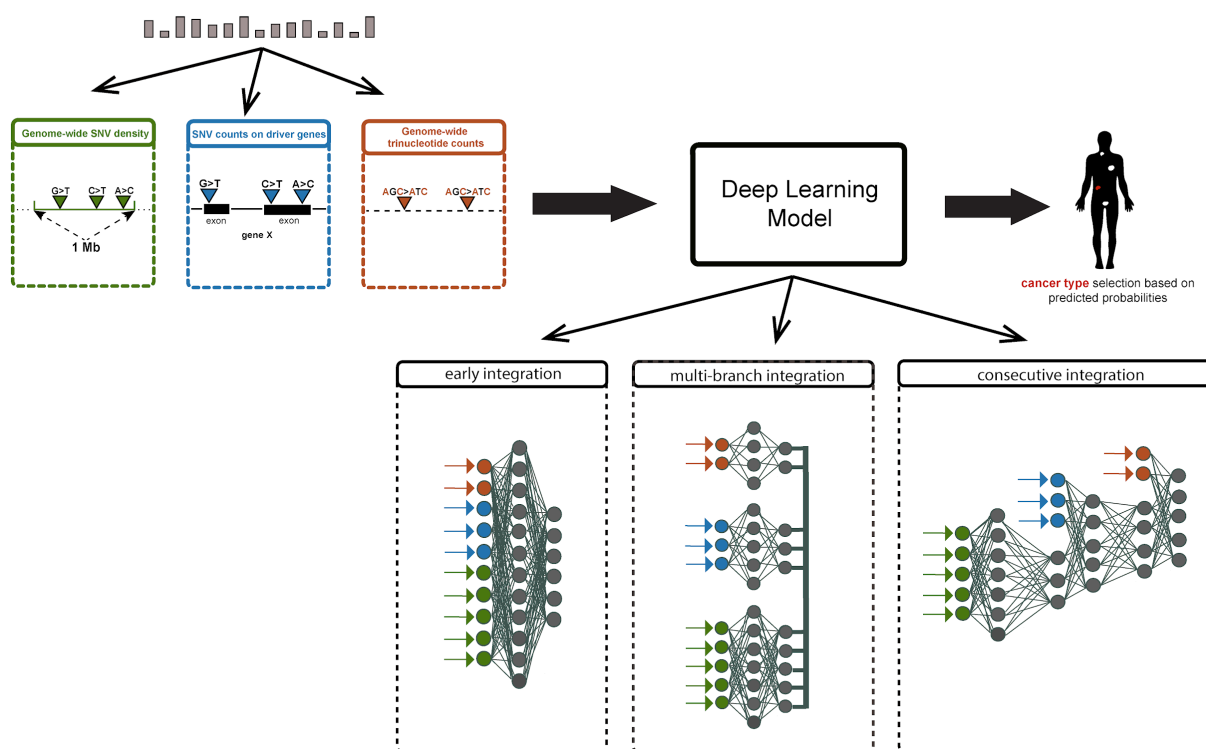 Genome-wide SNV density
SNV counts on driver genes
Genome-wide
trinucleotide counts
G>T
C>T
A>C
1 Mb
G>T
C>T
A>C
exon
exon
gene X
AGC>ATC
AGC>ATC
Deep Learning
Model
cancer type selection based on
predicted probabilities
early integration
multi-branch integration
consecutive integration